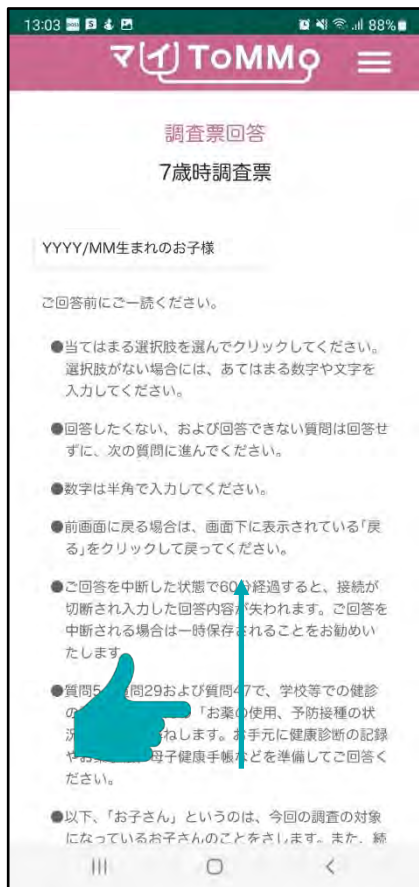 13:03
88%
マイ ToMMo
調査票回答
7歳時調査票
YYYY/MM生まれのお子様
ご回答前にご一読ください。
●当てはまる選択肢を選んでクリックしてください。
選択肢がない場合には、あてはまる数字や文字を
入力してください。
●回答したくない、および回答できない質問は回答せ
ずに、次の質問に進んでください。
●数字は半角で入力してください。
●前画面に戻る場合は、画面下に表示されている「戻
る」をクリックして戻ってください。
●ご回答を中断した状態で60分経過すると、接続が
切断され入力した回答内容が失われます。ご回答を
中断される場合は一時保存されることをお勧めい
たします。
●質問5 問29および質問47で、学校等での健診
の 「お薬の使用、予防接種の状
況 ねします。お手元に健康診断の記録
や 母子健康手帳などを準備してご回答く
ださい。
●以下、「お子さん」というのは、今回の調査の対象
になっているお子さんのことをさします。また、続